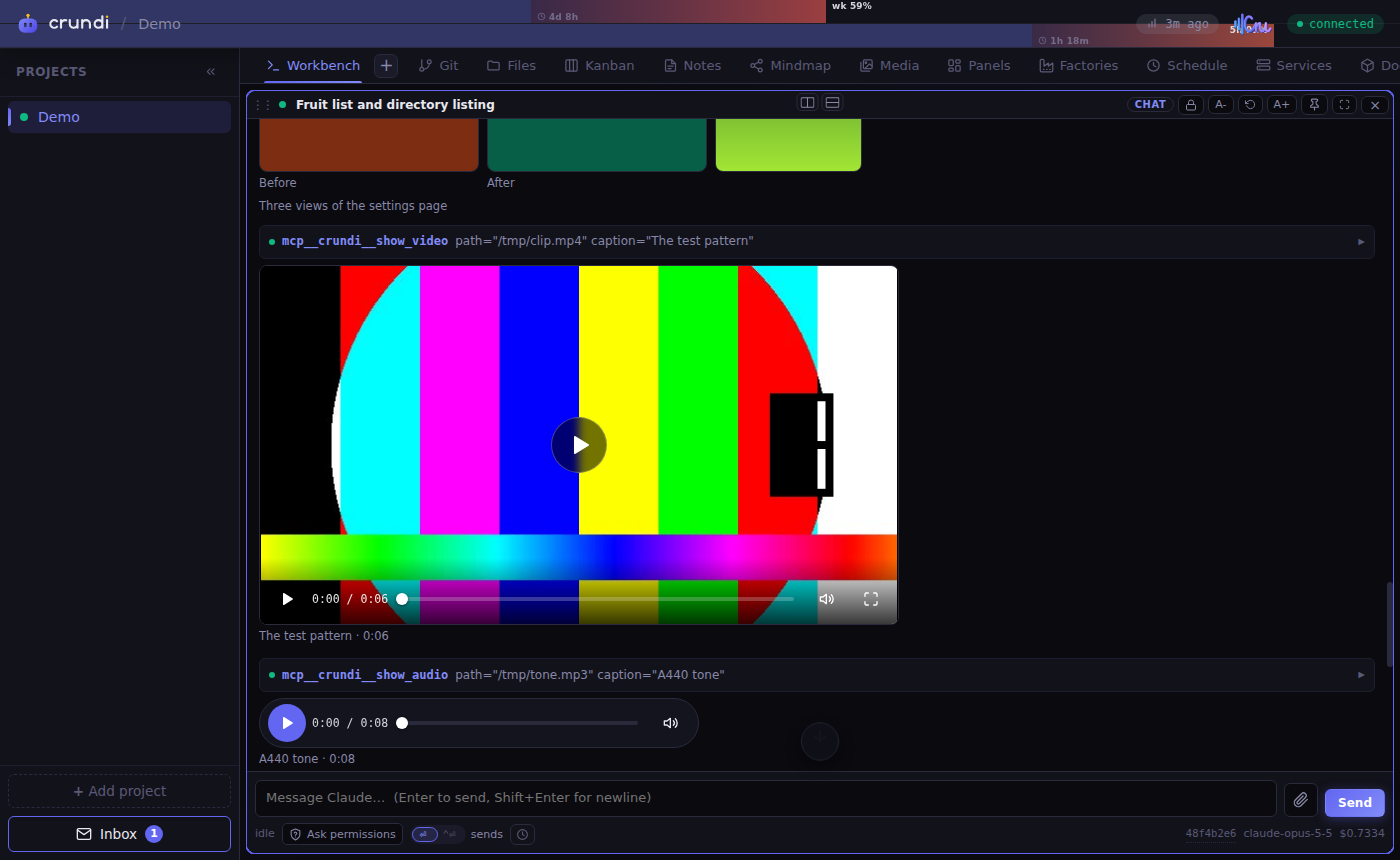 crundi / Demo
4d 8h
wk 59%
1h 18m
3m ago
connected
PROJECTS
Workbench
Git
Files
Kanban
Notes
Mindmap
Media
Panels
Factories
Schedule
Services
Do
Demo
Fruit list and directory listing
CHAT
A-
A+
Before
After
Three views of the settings page
mcp__crundi__show_video path="/tmp/clip.mp4" caption="The test pattern"
0:00 / 0:06
The test pattern · 0:06
mcp__crundi__show_audio path="/tmp/tone.mp3" caption="A440 tone"
0:00 / 0:08
A440 tone · 0:08
+ Add project
Inbox 1
Message Claude… (Enter to send, Shift+Enter for newline)
Send
idle
Ask permissions
sends
48f4b2e6 claude-opus-5-5 $0.7334